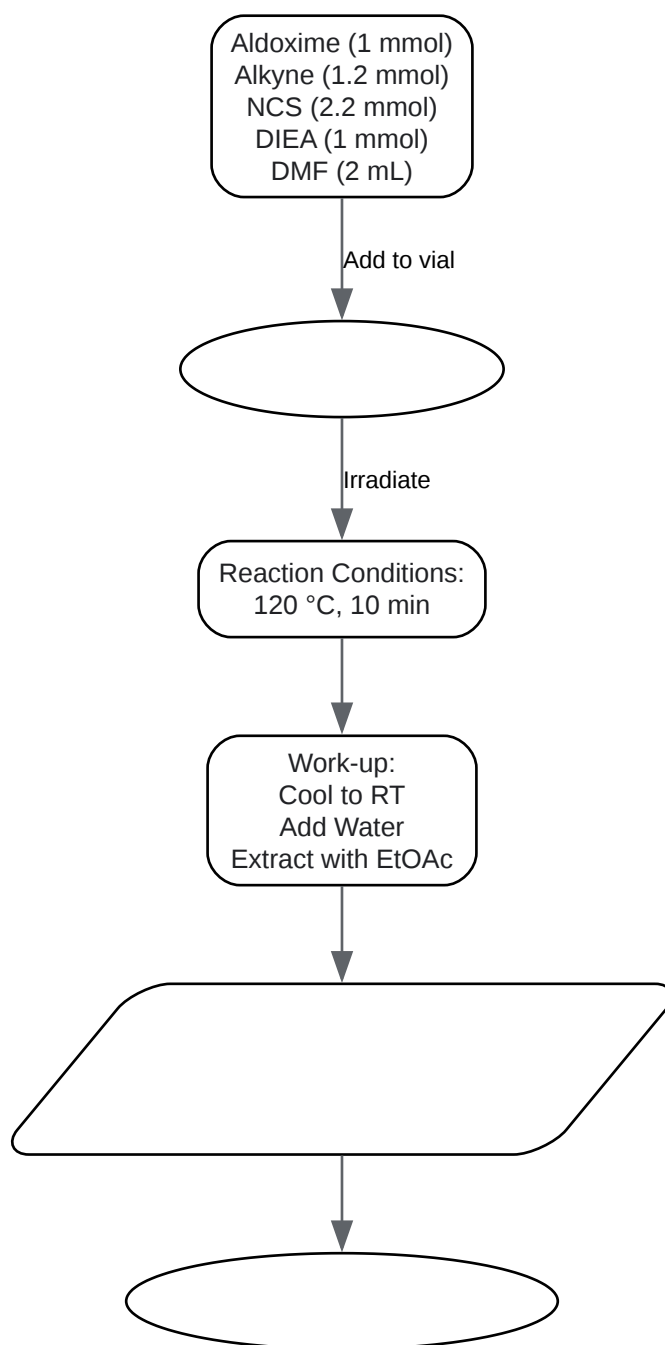 Aldoxime (1 mmol)
Alkyne (1.2 mmol)
NCS (2.2 mmol)
DIEA (1 mmol)
DMF (2 mL)
Add to vial
Irradiate
Reaction Conditions:
120 °C, 10 min
Work-up:
Cool to RT
Add Water
Extract with EtOAc